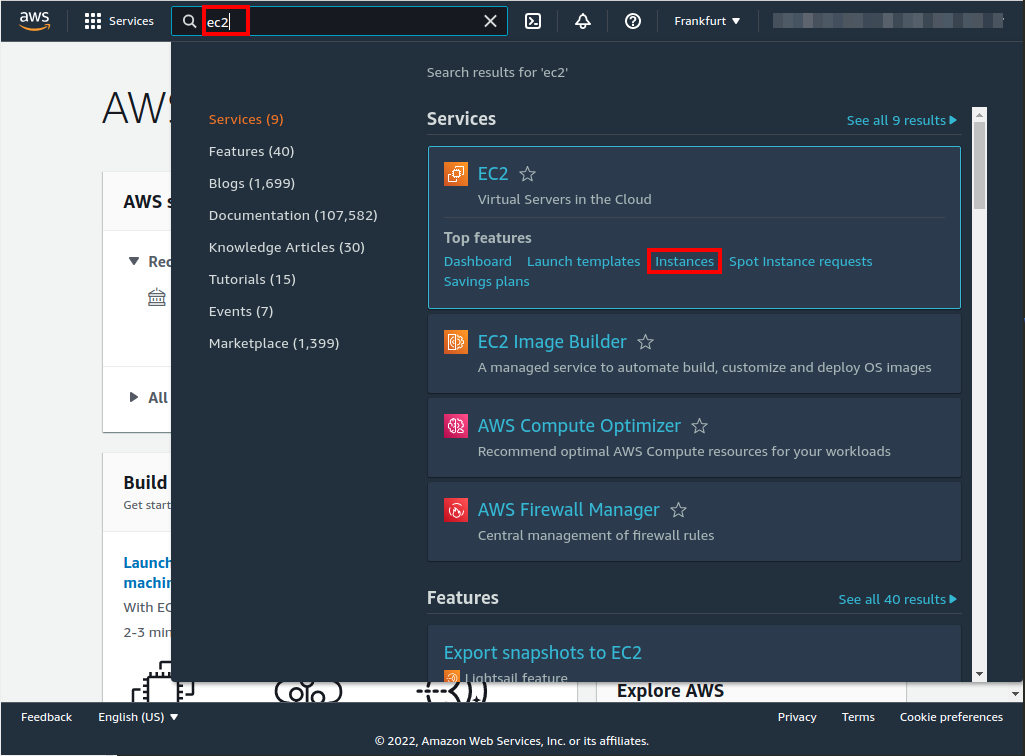 aws
Services
ec2
Frankfurt
Search results for 'ec2'
AWS
Services (9)
Features (40)
Blogs (1,699)
Documentation (107,582)
Knowledge Articles (30)
Tutorials (15)
Events (7)
Marketplace (1,399)
Services
See all 9 results
EC2
Virtual Servers in the Cloud
Top features
Dashboard Launch templates Instances Spot Instance requests
Savings plans
EC2 Image Builder
A managed service to automate build, customize and deploy OS images
AWS Compute Optimizer
Recommend optimal AWS Compute resources for your workloads
AWS Firewall Manager
Central management of firewall rules
Features
See all 40 results
Export snapshots to EC2
Lightsail feature
AWS s
Rec
All
Build
Get start
Launch
machin
With EC
2-3 min
Explore AWS
Feedback English (US) Privacy Terms Cookie preferences
© 2022, Amazon Web Services, Inc. or its affiliates.